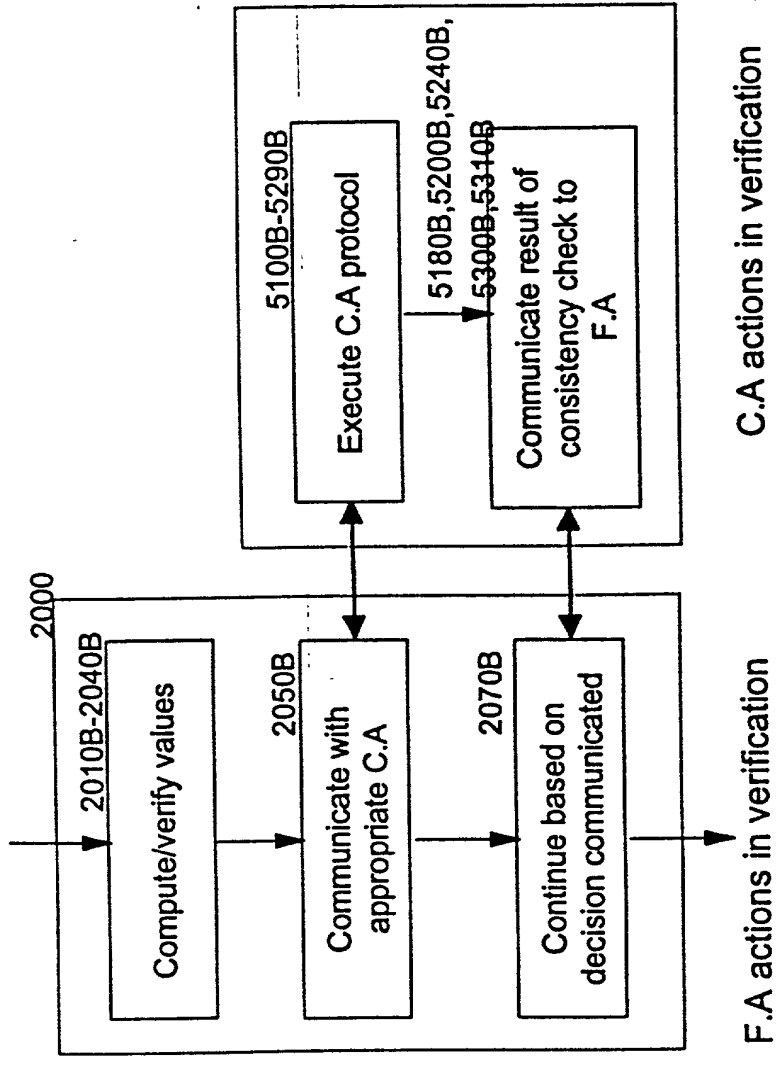 2000
2010B-2040B
Compute/verify values
2050B
Communicate with
appropriate C.A
2070B
Continue based on
decision communicated
F.A actions in verification
5100B-5290B
Execute C.A protocol
5180B,5200B,5240B,
5300B,5310B
Communicate result of
consistency check to
F.A
C.A actions in verification